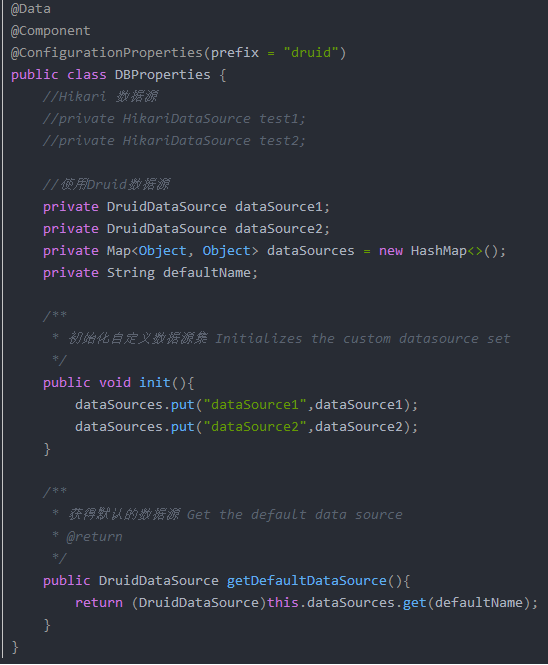 @Data
@Component
@ConfigurationProperties(prefix = "druid")
public class DBProperties {
    //Hikari 数据源
    //private HikariDataSource test1;
    //private HikariDataSource test2;

    //使用Druid数据源
    private DruidDataSource dataSource1;
    private DruidDataSource dataSource2;
    private Map<Object, Object> dataSources = new HashMap<>();
    private String defaultName;

    /**
     * 初始化自定义数据源集 Initializes the custom datasource set
     */
    public void init(){
        dataSources.put("dataSource1",dataSource1);
        dataSources.put("dataSource2",dataSource2);
    }

    /**
     * 获得默认的数据源 Get the default data source
     * @return
     */
    public DruidDataSource getDefaultDataSource(){
        return (DruidDataSource)this.dataSources.get(defaultName);
    }
}